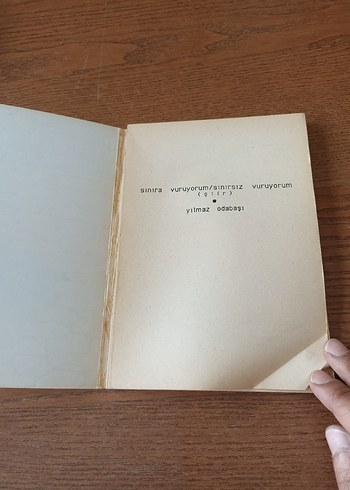 sınıra vuruyorum/sınırsız vuruyorum
(şiir)
yılmaz odabaşı